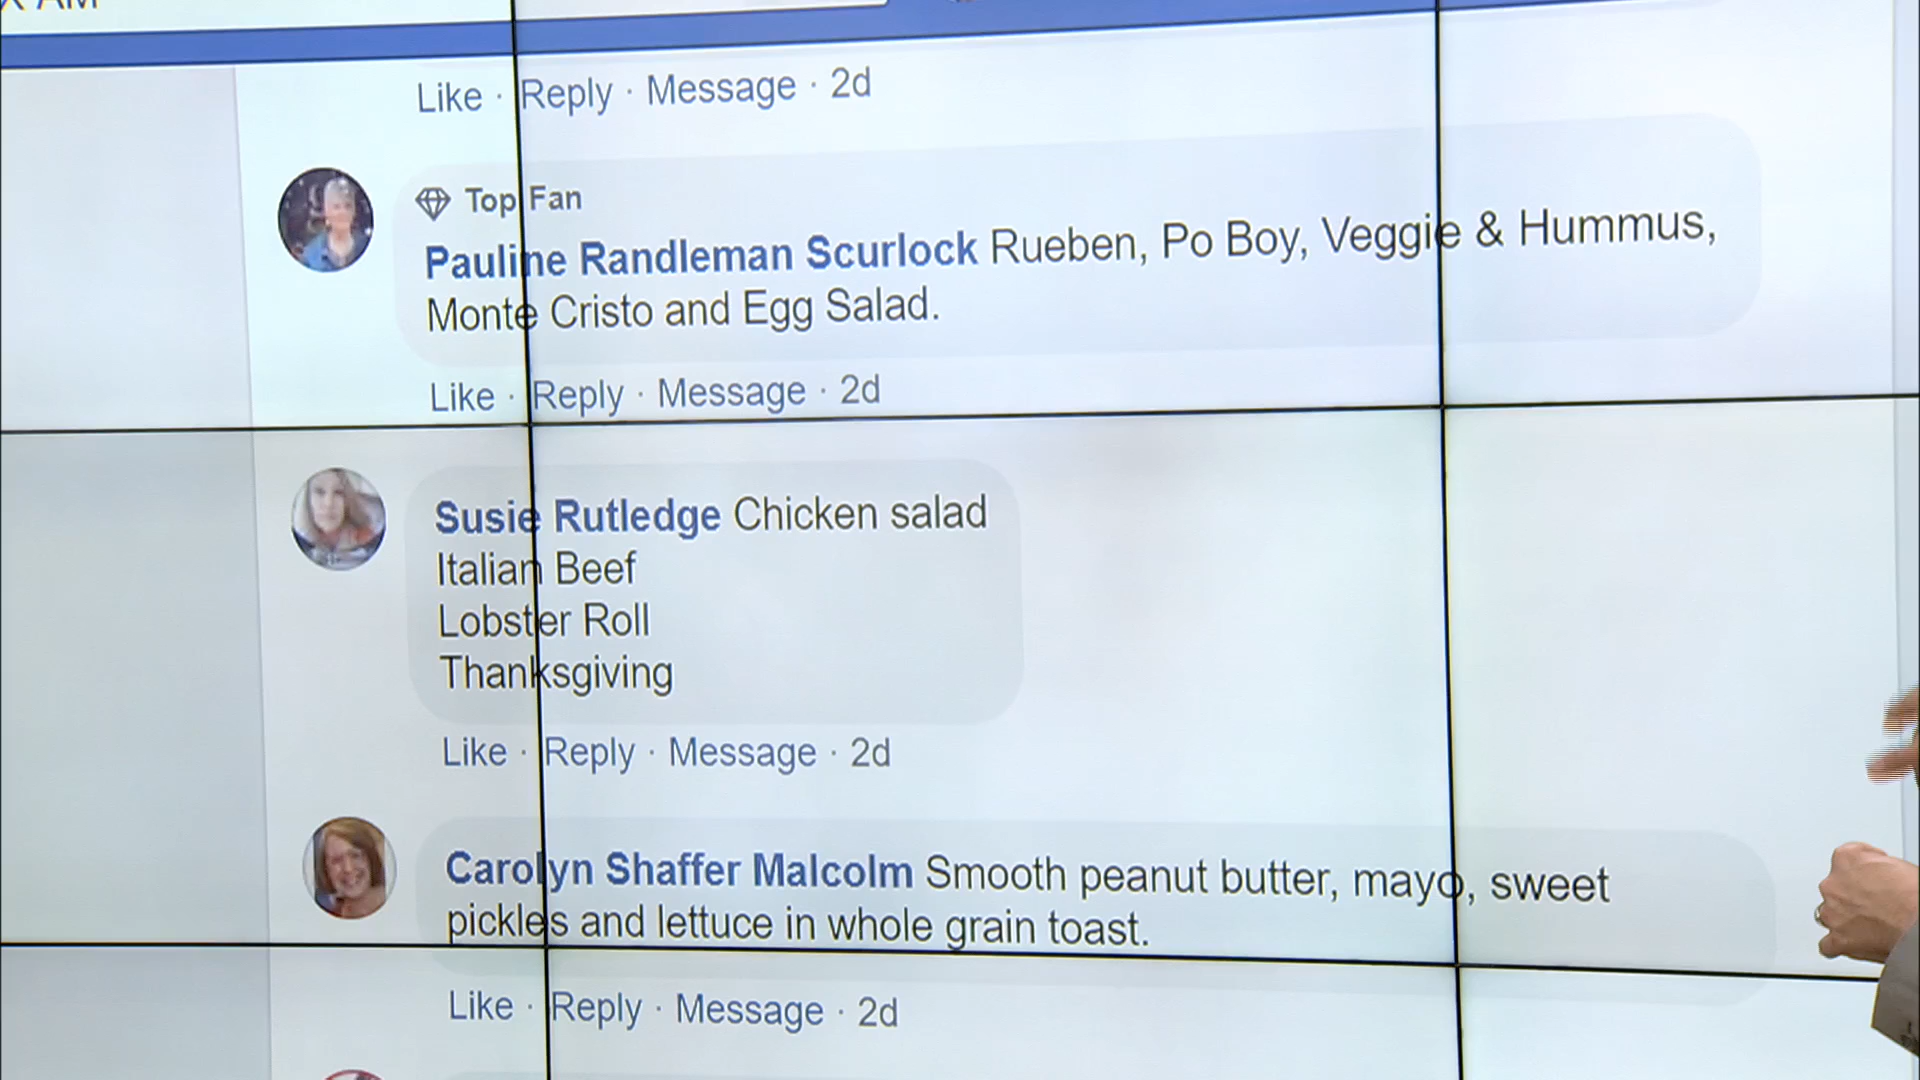 AM
Like · Reply · Message · 2d
Top Fan
Pauline Randleman Scurlock Rueben, Po Boy, Veggie & Hummus,
Monte Cristo and Egg Salad.
Like · Reply · Message · 2d
Susie Rutledge Chicken salad
Italian Beef
Lobster Roll
Thanksgiving
Like · Reply · Message · 2d
Carolyn Shaffer Malcolm Smooth peanut butter, mayo, sweet
pickles and lettuce in whole grain toast.
Like · Reply · Message · 2d